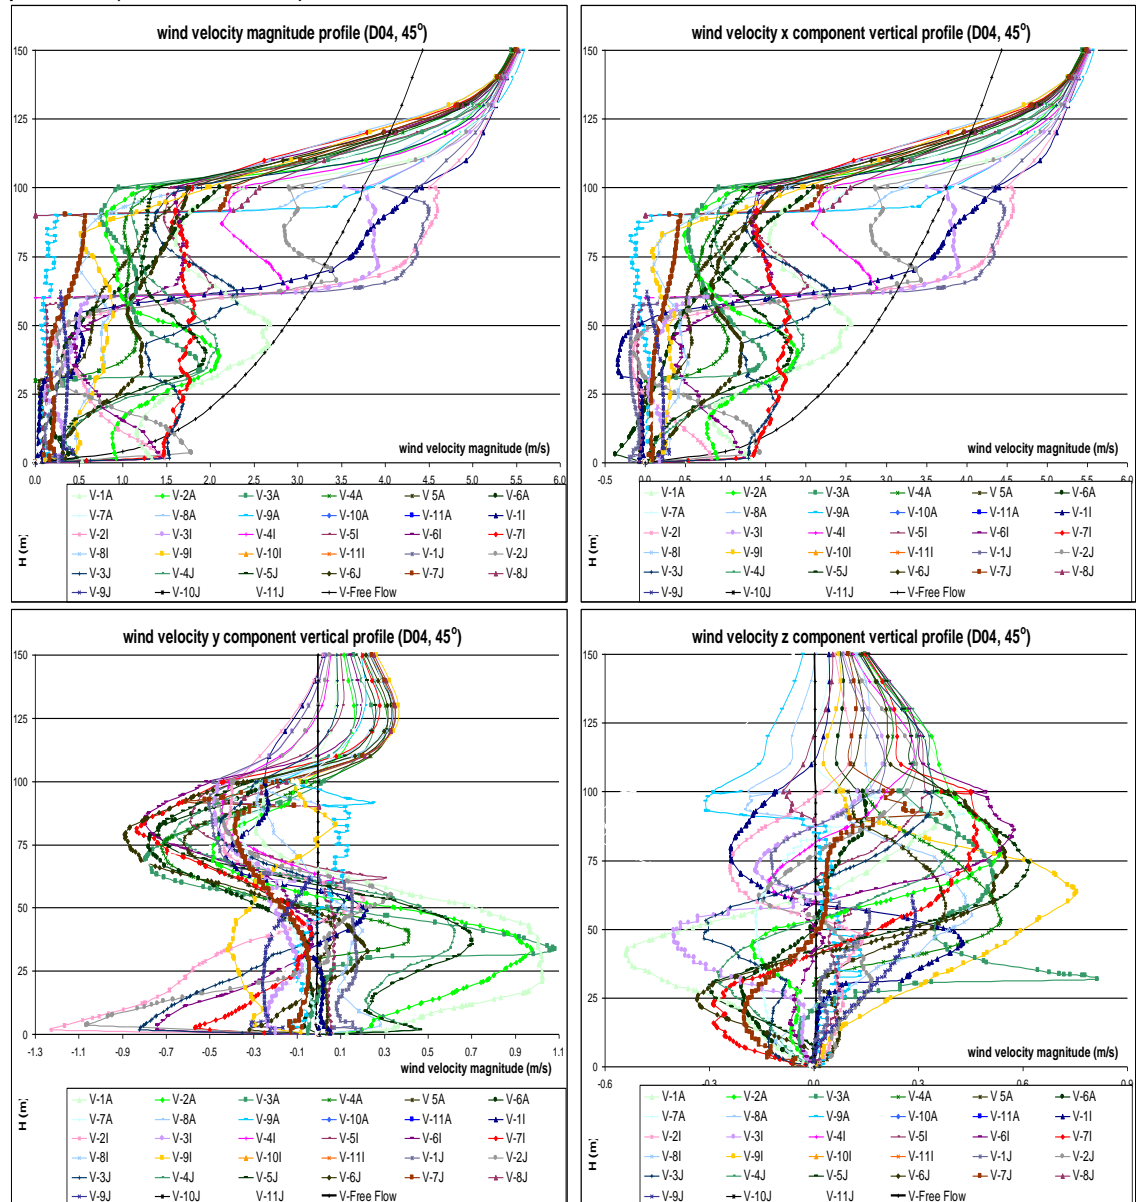 wind velocity magnitude profile (D04, 45°)
150
125
100
75
50
25
0
wind velocity magnitude (m/s)
0.0 0.5 1.0 1.5 2.0 2.5 3.0 3.5 4.0 4.5 5.0 5.5 6.0
H (m)
V-1A V-2A V-3A V-4A V 5A V-6A
V-7A V-8A V-9A V-10A V-11A V-1I
V-2I V-3I V-4I V-5I V-6I V-7I
V-8I V-9I V-10I V-11I V-1J V-2J
V-3J V-4J V-5J V-6J V-7J V-8J
V-9J V-10J V-11J V-Free Flow
wind velocity x component vertical profile (D04, 45°)
150
125
100
75
50
25
0
wind velocity magnitude (m/s)
-0.5 0.0 0.5 1.0 1.5 2.0 2.5 3.0 3.5 4.0 4.5 5.0 5.5 6.0
H (m)
V-1A V-2A V-3A V-4A V 5A V-6A
V-7A V-8A V-9A V-10A V-11A V-1I
V-2I V-3I V-4I V-5I V-6I V-7I
V-8I V-9I V-10I V-11I V-1J V-2J
V-3J V-4J V-5J V-6J V-7J V-8J
V-9J V-10J V-11J V-Free Flow
wind velocity y component vertical profile (D04, 45°)
150
125
100
75
50
25
0
-1.3 -1.1 -0.9 -0.7 -0.5 -0.3 -0.1 0.1 0.3 0.5 0.7 0.9 1.1
wind velocity magnitude (m/s)
H (m)
V-1A V-2A V-3A V-4A V 5A V-6A
V-7A V-8A V-9A V-10A V-11A V-1I
V-2I V-3I V-4I V-5I V-6I V-7I
V-8I V-9I V-10I V-11I V-1J V-2J
V-3J V-4J V-5J V-6J V-7J V-8J
V-9J V-10J V-11J V-Free Flow
wind velocity z component vertical profile (D04, 45°)
150
125
100
75
50
25
0
wind velocity magnitude (m/s)
-0.6 -0.3 0.0 0.3 0.6 0.9
H (m)
V-1A V-2A V-3A V-4A V 5A V-6A
V-7A V-8A V-9A V-10A V-11A V-1I
V-2I V-3I V-4I V-5I V-6I V-7I
V-8I V-9I V-10I V-11I V-1J V-2J
V-3J V-4J V-5J V-6J V-7J V-8J
V-9J V-10J V-11J V-Free Flow